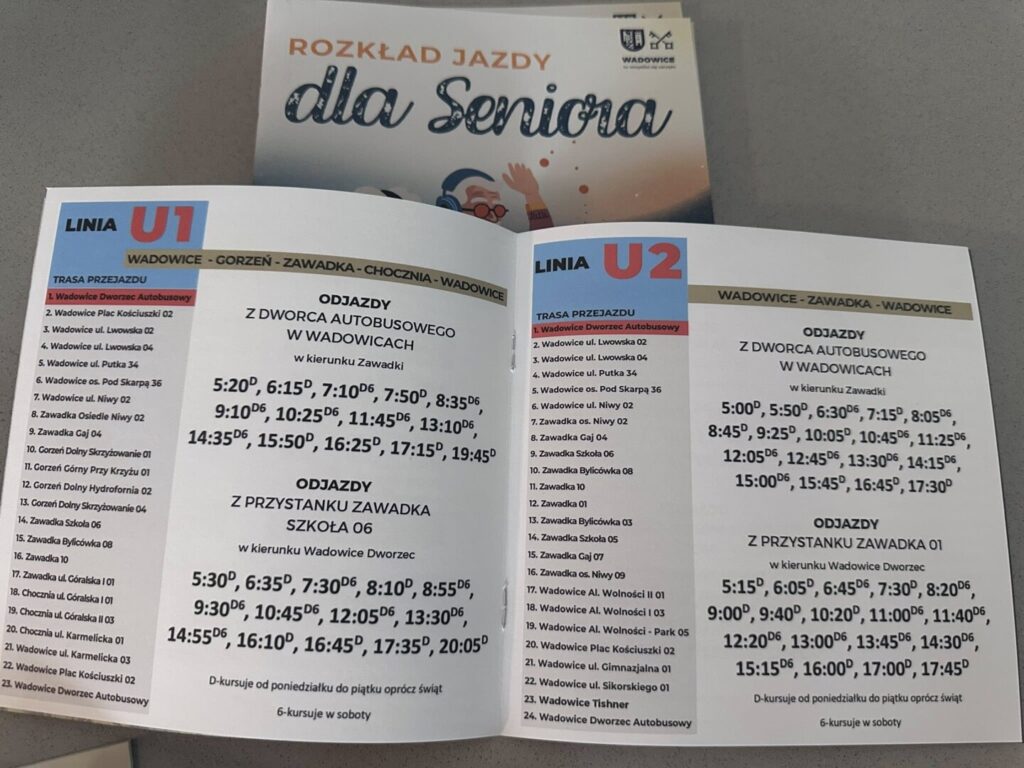 ROZKŁAD JAZDY
dla Seniora
WADOWICE
LINIA U1
WADOWICE - GORZEŃ - ZAWADKA - CHOCZNIA - WADOWICE
TRASA PRZEJAZDU
1. Wadowice Dworzec Autobusowy
2. Wadowice Plac Kościuszki 02
3. Wadowice ul. Lwowska 02
4. Wadowice ul. Lwowska 04
5. Wadowice ul. Putka 34
6. Wadowice os. Pod Skarpą 36
7. Wadowice ul. Niwy 02
8. Zawadka Osiedle Niwy 02
9. Zawadka Gaj 04
10. Gorzeń Dolny Skrzyżowanie 01
11. Gorzeń Górny Przy Krzyżu 01
12. Gorzeń Dolny Hydrofornia 02
13. Gorzeń Dolny Skrzyżowanie 04
14. Zawadka Szkoła 06
15. Zawadka Bylicówka 08
16. Zawadka 10
17. Zawadka ul. Góralska I 01
18. Chocznia ul. Góralska I 01
19. Chocznia ul. Góralska II 03
20. Chocznia ul. Karmelicka 01
21. Wadowice ul. Karmelicka 03
22. Wadowice Plac Kościuszki 02
23. Wadowice Dworzec Autobusowy
ODJAZDY
Z DWORCA AUTOBUSOWEGO
W WADOWICACH
w kierunku Zawadki
5:20ᴰ, 6:15ᴰ, 7:10ᴰ⁶, 7:50ᴰ, 8:35ᴰ⁶,
9:10ᴰ⁶, 10:25ᴰ⁶, 11:45ᴰ⁶, 13:10ᴰ⁶,
14:35ᴰ⁶, 15:50ᴰ, 16:25ᴰ, 17:15ᴰ, 19:45ᴰ
ODJAZDY
Z PRZYSTANKU ZAWADKA
SZKOŁA 06
w kierunku Wadowice Dworzec
5:30ᴰ, 6:35ᴰ, 7:30ᴰ⁶, 8:10ᴰ, 8:55ᴰ⁶,
9:30ᴰ⁶, 10:45ᴰ⁶, 12:05ᴰ⁶, 13:30ᴰ⁶,
14:55ᴰ⁶, 16:10ᴰ, 16:45ᴰ, 17:35ᴰ, 20:05ᴰ
D-kursuje od poniedziałku do piątku oprócz świąt
6-kursuje w soboty
LINIA U2
WADOWICE - ZAWADKA - WADOWICE
TRASA PRZEJAZDU
1. Wadowice Dworzec Autobusowy
2. Wadowice ul. Lwowska 02
3. Wadowice ul. Lwowska 04
4. Wadowice ul. Putka 34
5. Wadowice os. Pod Skarpą 36
6. Wadowice ul. Niwy 02
7. Zawadka os. Niwy 02
8. Zawadka Gaj 04
9. Zawadka Szkoła 06
10. Zawadka Bylicówka 08
11. Zawadka 10
12. Zawadka 01
13. Zawadka Bylicówka 03
14. Zawadka Szkoła 05
15. Zawadka Gaj 07
16. Zawadka os. Niwy 09
17. Wadowice Al. Wolności II 01
18. Wadowice Al. Wolności I 03
19. Wadowice Al. Wolności - Park 05
20. Wadowice Plac Kościuszki 02
21. Wadowice ul. Gimnazjalna 01
22. Wadowice ul. Sikorskiego 01
23. Wadowice Tishner
24. Wadowice Dworzec Autobusowy
ODJAZDY
Z DWORCA AUTOBUSOWEGO
W WADOWICACH
w kierunku Zawadki
5:00ᴰ, 5:50ᴰ, 6:30ᴰ⁶, 7:15ᴰ, 8:05ᴰ⁶,
8:45ᴰ, 9:25ᴰ, 10:05ᴰ, 10:45ᴰ⁶, 11:25ᴰ⁶,
12:05ᴰ⁶, 12:45ᴰ⁶, 13:30ᴰ⁶, 14:15ᴰ⁶,
15:00ᴰ⁶, 15:45ᴰ, 16:45ᴰ, 17:30ᴰ
ODJAZDY
Z PRZYSTANKU ZAWADKA 01
w kierunku Wadowice Dworzec
5:15ᴰ, 6:05ᴰ, 6:45ᴰ⁶, 7:30ᴰ, 8:20ᴰ⁶,
9:00ᴰ, 9:40ᴰ, 10:20ᴰ, 11:00ᴰ⁶, 11:40ᴰ⁶,
12:20ᴰ⁶, 13:00ᴰ⁶, 13:45ᴰ⁶, 14:30ᴰ⁶,
15:15ᴰ⁶, 16:00ᴰ, 17:00ᴰ, 17:45ᴰ
D-kursuje od poniedziałku do piątku oprócz świąt
6-kursuje w soboty